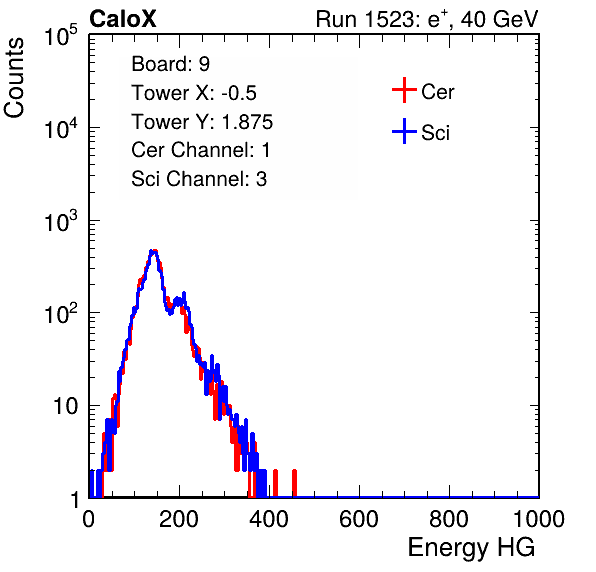 CaloX Run 1523: e⁺, 40 GeV
Counts
Board: 9
Tower X: -0.5
Tower Y: 1.875
Cer Channel: 1
Sci Channel: 3
Cer
Sci
10⁵
10⁴
10³
10²
10
1
0 200 400 600 800 1000
Energy HG